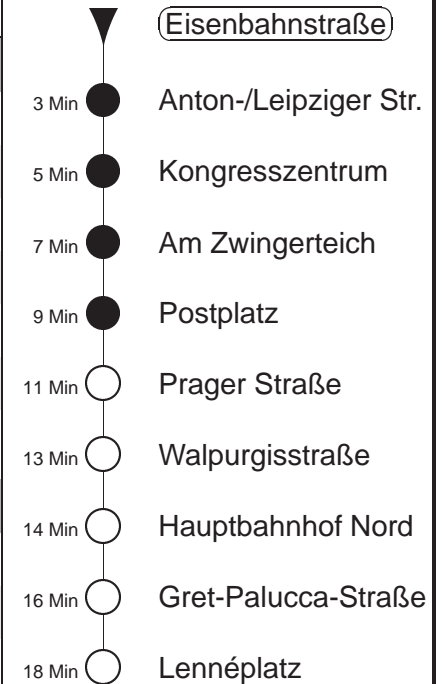 Eisenbahnstraße
3 Min Anton-/Leipziger Str.
5 Min Kongresszentrum
7 Min Am Zwingerteich
9 Min Postplatz
11 Min Prager Straße
13 Min Walpurgisstraße
14 Min Hauptbahnhof Nord
16 Min Gret-Palucca-Straße
18 Min Lennéplatz